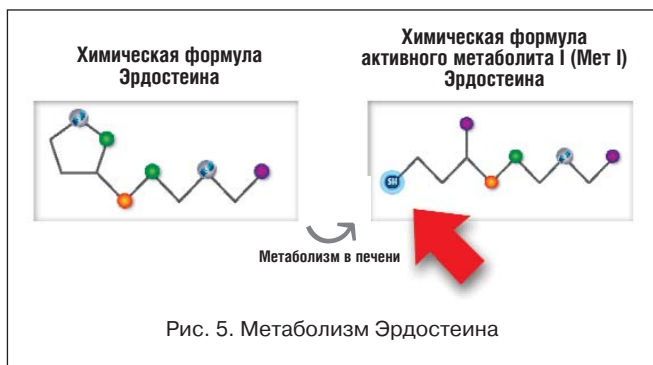 Химическая формула
Эрдостеина
Химическая формула
активного метаболита I (Мет I)
Эрдостеина
SH
Метаболизм в печени
Рис. 5. Метаболизм Эрдостеина